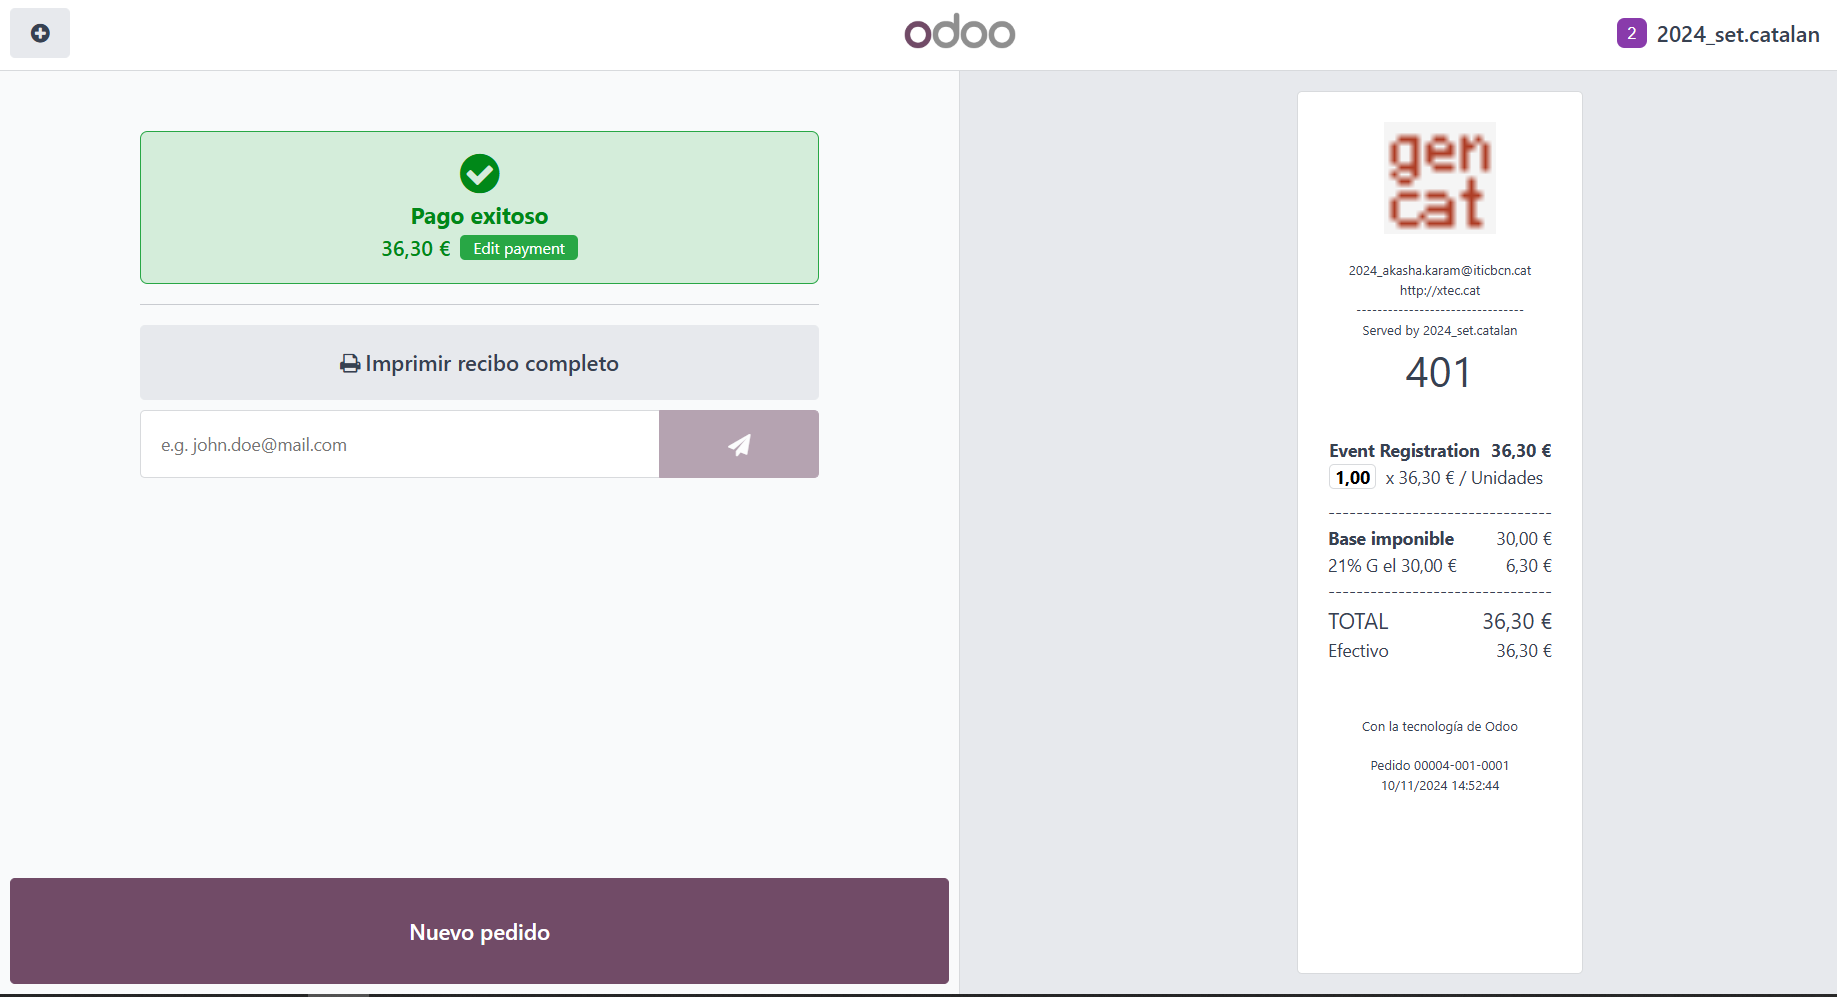 odoo
2 2024_set.catalan
Pago exitoso
36,30 € Edit payment
Imprimir recibo completo
e.g. john.doe@mail.com
Nuevo pedido
gen
cat
2024_akasha.karam@iticbcn.cat
http://xtec.cat
--------------------------------
Served by 2024_set.catalan
401
Event Registration 36,30 €
1,00 x 36,30 € / Unidades
--------------------------------
Base imponible 30,00 €
21% G el 30,00 € 6,30 €
--------------------------------
TOTAL 36,30 €
Efectivo 36,30 €
Con la tecnología de Odoo
Pedido 00004-001-0001
10/11/2024 14:52:44